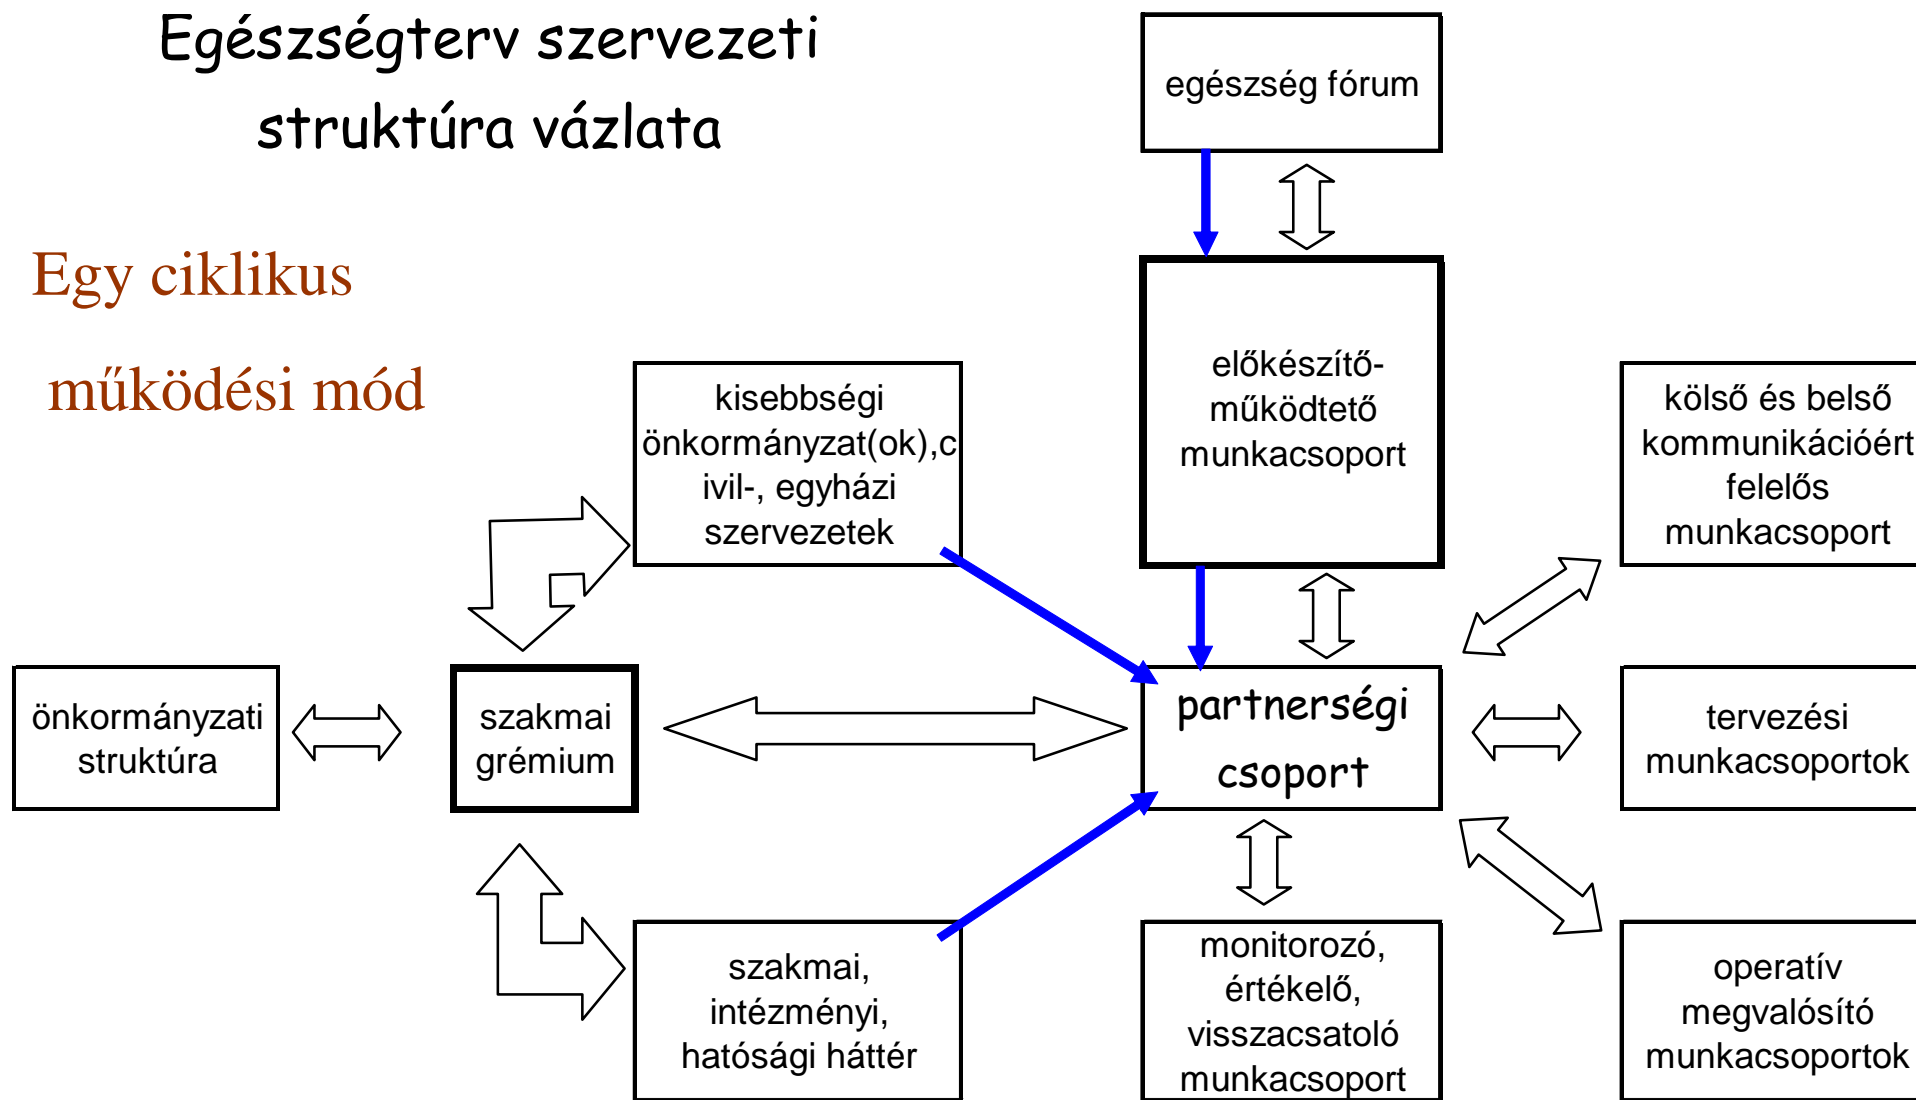 Egészségterv szervezeti
struktúra vázlata
Egy ciklikus
működési mód
egészség fórum
előkészítő-
működtető
munkacsoport
kisebbségi
önkormányzat(ok),c
ivil-, egyházi
szervezetek
kölső és belső
kommunikációért
felelős
munkacsoport
önkormányzati
struktúra
szakmai
grémium
partnerségi
csoport
tervezési
munkacsoportok
szakmai,
intézményi,
hatósági háttér
monitorozó,
értékelő,
visszacsatoló
munkacsoport
operatív
megvalósító
munkacsoportok